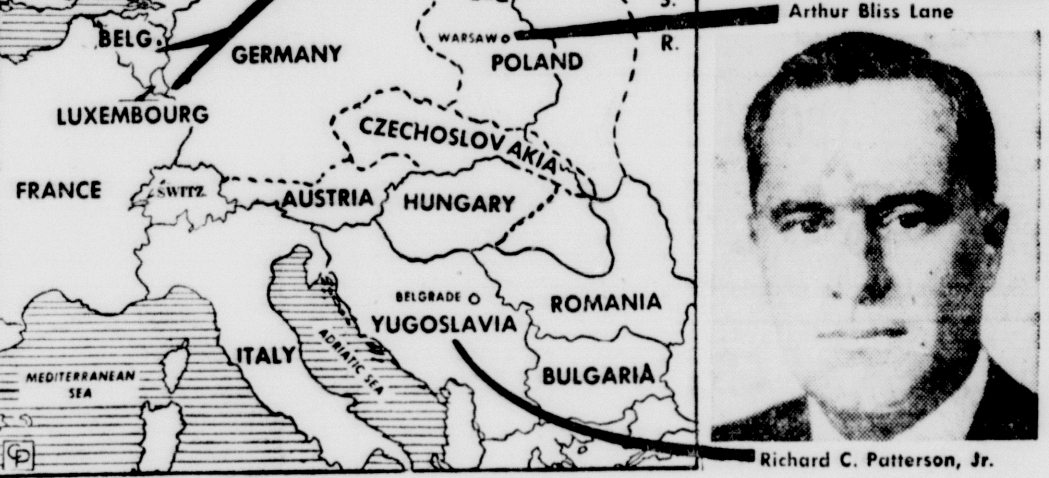 S.
Arthur Bliss Lane
BELG.
WARSAW
R.
GERMANY
POLAND
LUXEMBOURG
CZECHOSLOVAKIA
FRANCE
SWITZ.
AUSTRIA
HUNGARY
BELGRADE
ROMANIA
YUGOSLAVIA
ADRIATIC SEA
ITALY
MEDITERRANEAN
SEA
BULGARIA
CP
Richard C. Patterson, Jr.